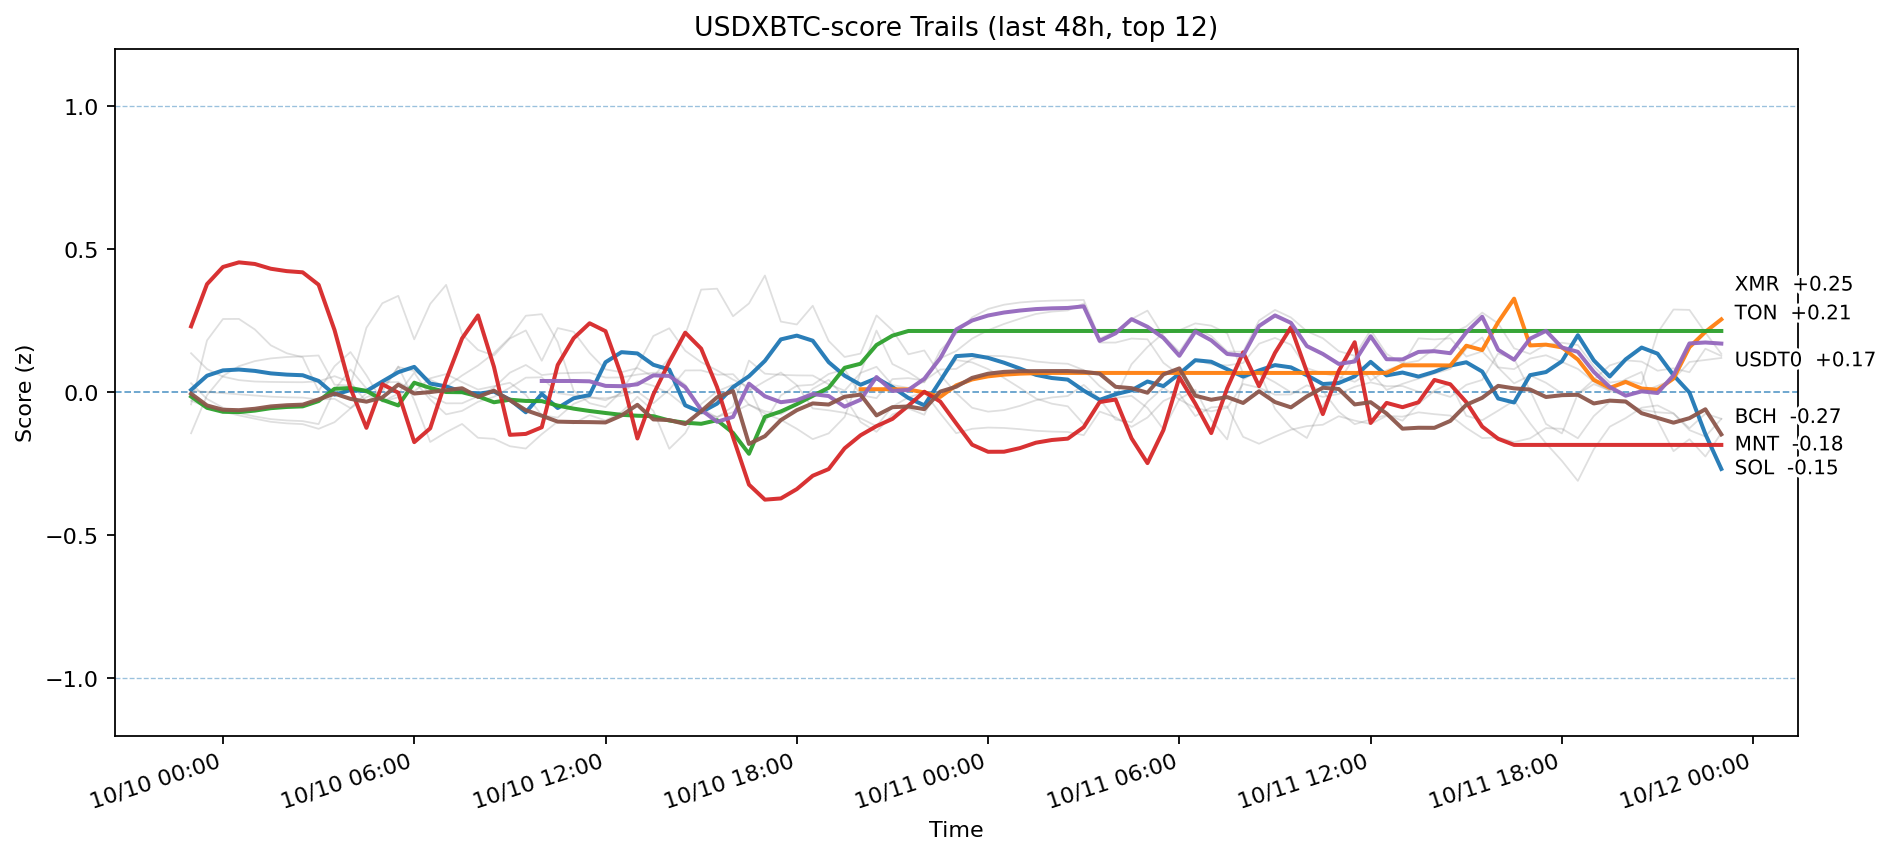 USDXBTC-score Trails (last 48h, top 12)
Score (z)
1.0
0.5
0.0
−0.5
−1.0
XMR +0.25
TON +0.21
USDT0 +0.17
BCH -0.27
MNT -0.18
SOL -0.15
10/10 00:00
10/10 06:00
10/10 12:00
10/10 18:00
10/11 00:00
10/11 06:00
10/11 12:00
10/11 18:00
10/12 00:00
Time